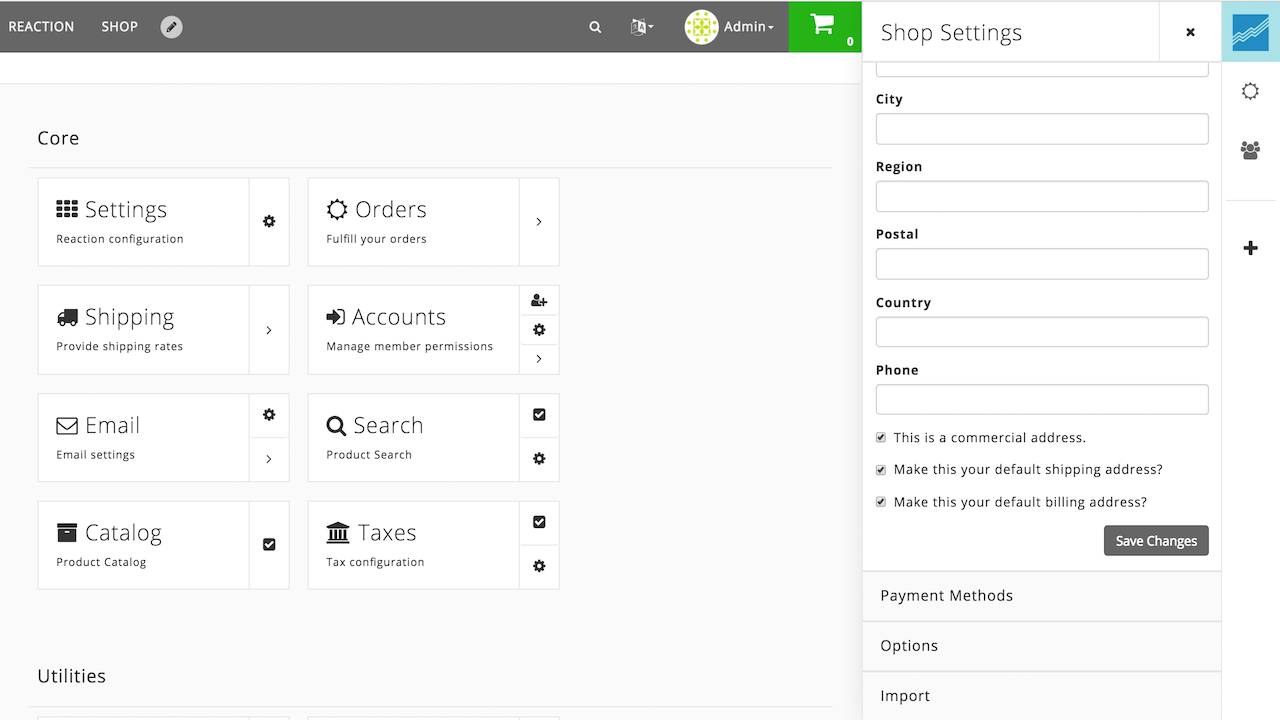 REACTION SHOP Admin 0
Core
Settings
Reaction configuration
Orders
Fulfill your orders
Shipping
Provide shipping rates
Accounts
Manage member permissions
Email
Email settings
Search
Product Search
Catalog
Product Catalog
Taxes
Tax configuration
Utilities
Shop Settings
City
Region
Postal
Country
Phone
This is a commercial address.
Make this your default shipping address?
Make this your default billing address?
Save Changes
Payment Methods
Options
Import